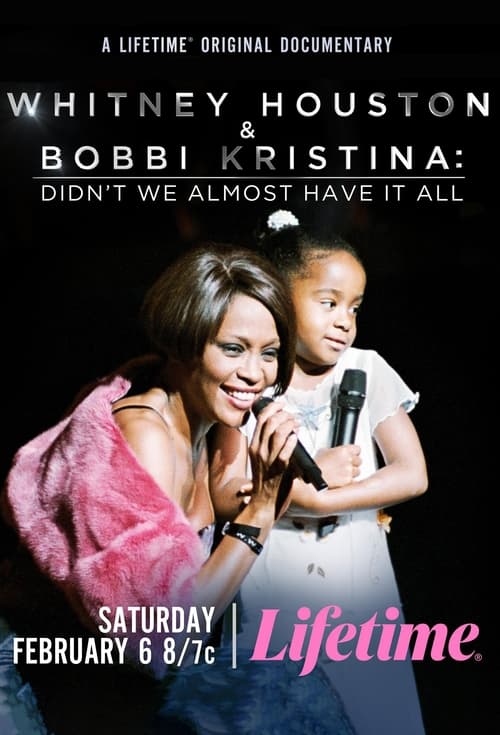 A LIFETIME® ORIGINAL DOCUMENTARY
WHITNEY HOUSTON
&
BOBBI KRISTINA:
DIDN'T WE ALMOST HAVE IT ALL
SATURDAY
FEBRUARY 6 8/7c
Lifetime®